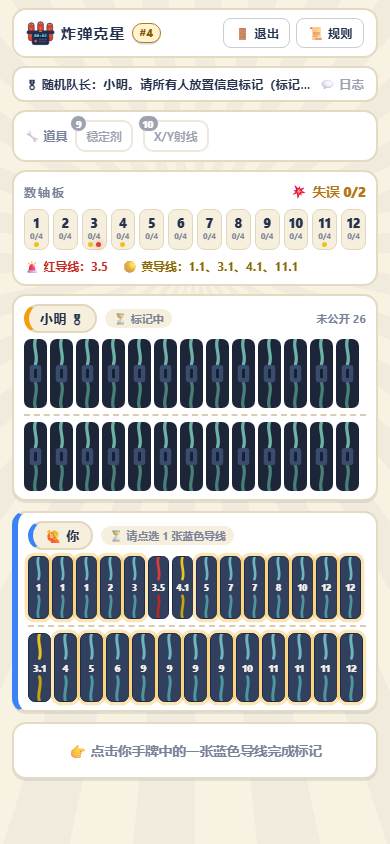 炸弹克星 #4 退出 规则
随机队长：小明。请所有人放置信息标记（标记... 日志
道具 9 稳定剂 10 X/Y射线
数轴板 失误 0/2
1 2 3 4 5 6 7 8 9 10 11 12
0/4 0/4 0/4 0/4 0/4 0/4 0/4 0/4 0/4 0/4 0/4 0/4
红导线：3.5 黄导线：1.1、3.1、4.1、11.1
小明 标记中 未公开 26
你 请点选 1 张蓝色导线
1 1 1 2 3 3.5 4.1 5 7 7 8 10 12 12
3.1 4 5 6 9 9 9 9 10 11 11 11 12
点击你手牌中的一张蓝色导线完成标记